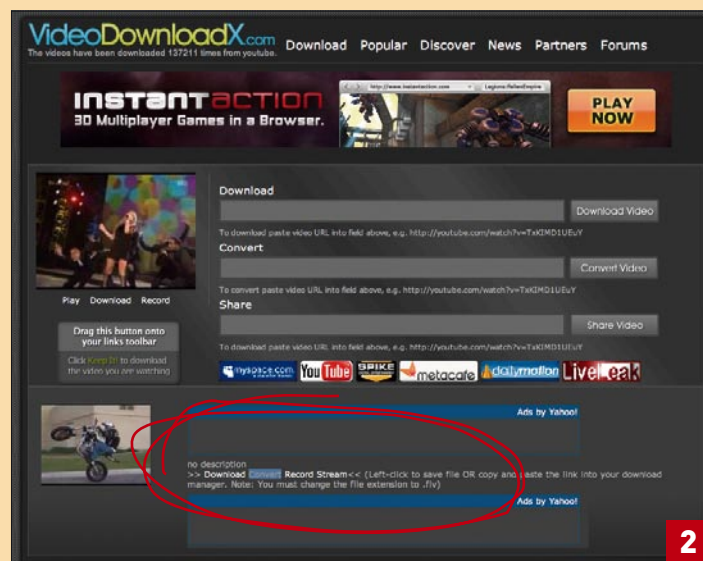 VideoDownloadX.com
The videos have been downloaded 137211 times from youtube.
Download Popular Discover News Partners Forums
INSTANTACTION
3D Multiplayer Games in a Browser.
http://www.instantaction.com
PLAY
NOW
Download
Download Video
To download paste video URL into field above, e.g. http://youtube.com/watch?v=TxKIMD1UEuY
Convert
Convert Video
To convert paste video URL into field above, e.g. http://youtube.com/watch?v=TxKIMD1UEuY
Share
Share Video
To download paste video URL into field above, e.g. http://youtube.com/watch?v=TxKIMD1UEuY
Play Download Record
Drag this button onto
your links toolbar
Click Keep It! to download
the video you are watching
myspace.com
YouTube
SPIKE
metacafe
dailymotion
LiveLeak
Ads by Yahoo!
no description
>> Download Convert Record Stream<< (Left-click to save file OR copy and paste the link into your download
manager. Note: You must change the file extension to .flv)
Ads by Yahoo!
2